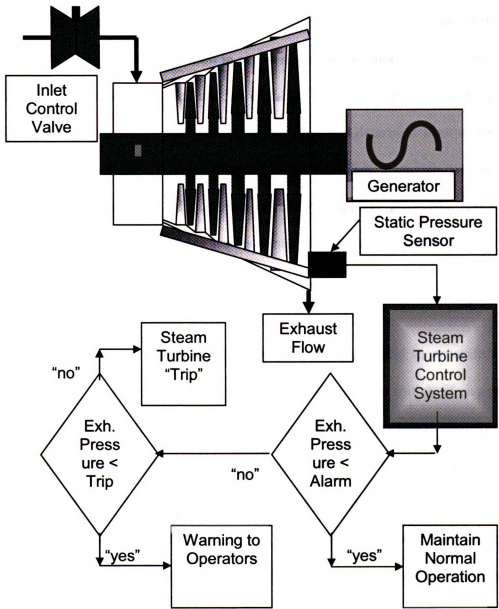 Inlet
Control
Valve
Generator
Static Pressure
Sensor
Exhaust
Flow
Steam
Turbine
Control
System
Steam
Turbine
“Trip”
“no”
Exh.
Press
ure <
Trip
“no”
Exh.
Press
ure <
Alarm
“yes”
Warning to
Operators
“yes”
Maintain
Normal
Operation